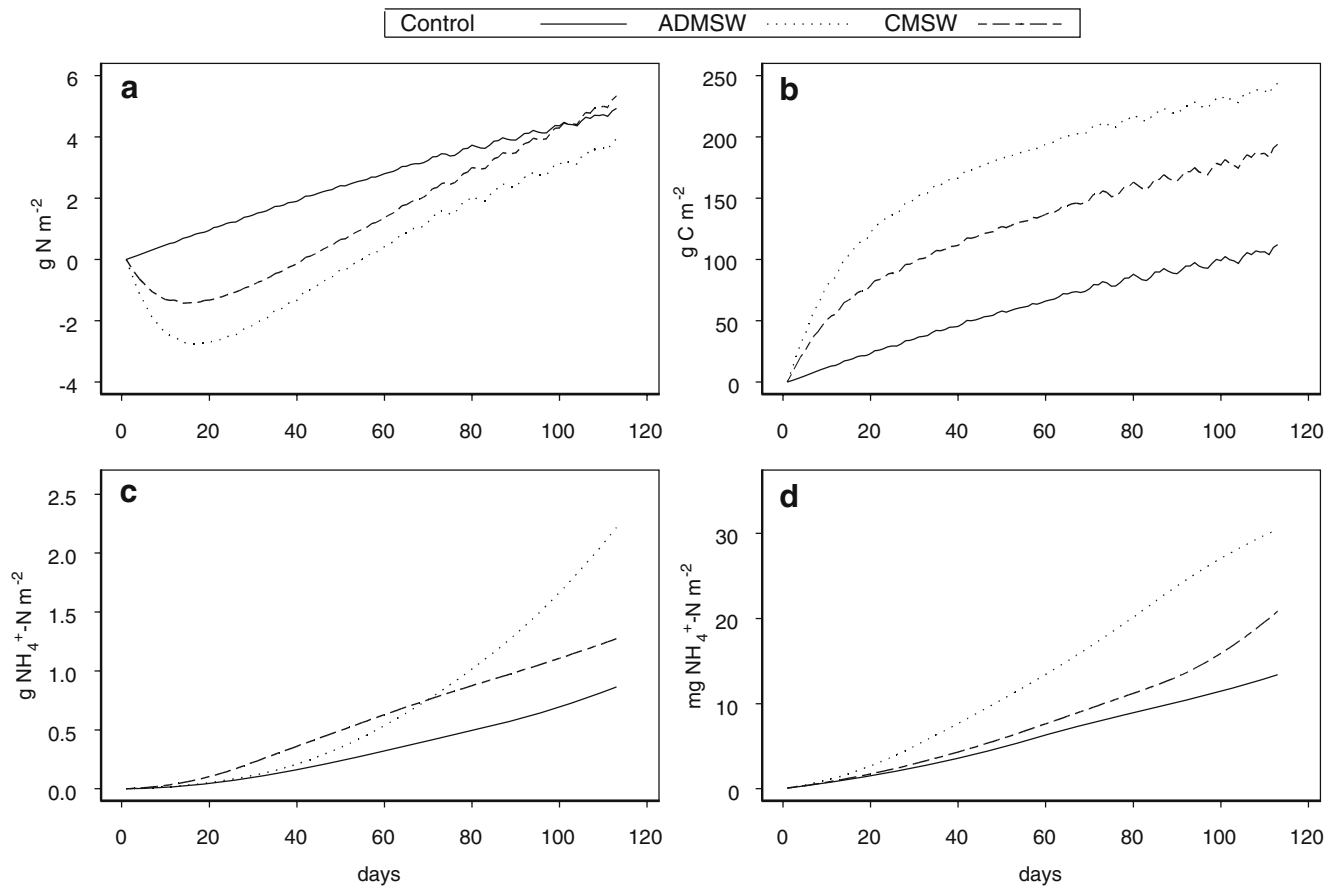 Control ADMSW CMSW
a
6
4
2
0
-2
-4
g N m⁻²
0 20 40 60 80 100 120
b
250
200
150
100
50
0
g C m⁻²
0 20 40 60 80 100 120
c
2.5
2.0
1.5
1.0
0.5
0.0
g NH₄⁺-N m⁻²
0 20 40 60 80 100 120
days
d
30
20
10
0
mg NH₄⁺-N m⁻²
0 20 40 60 80 100 120
days